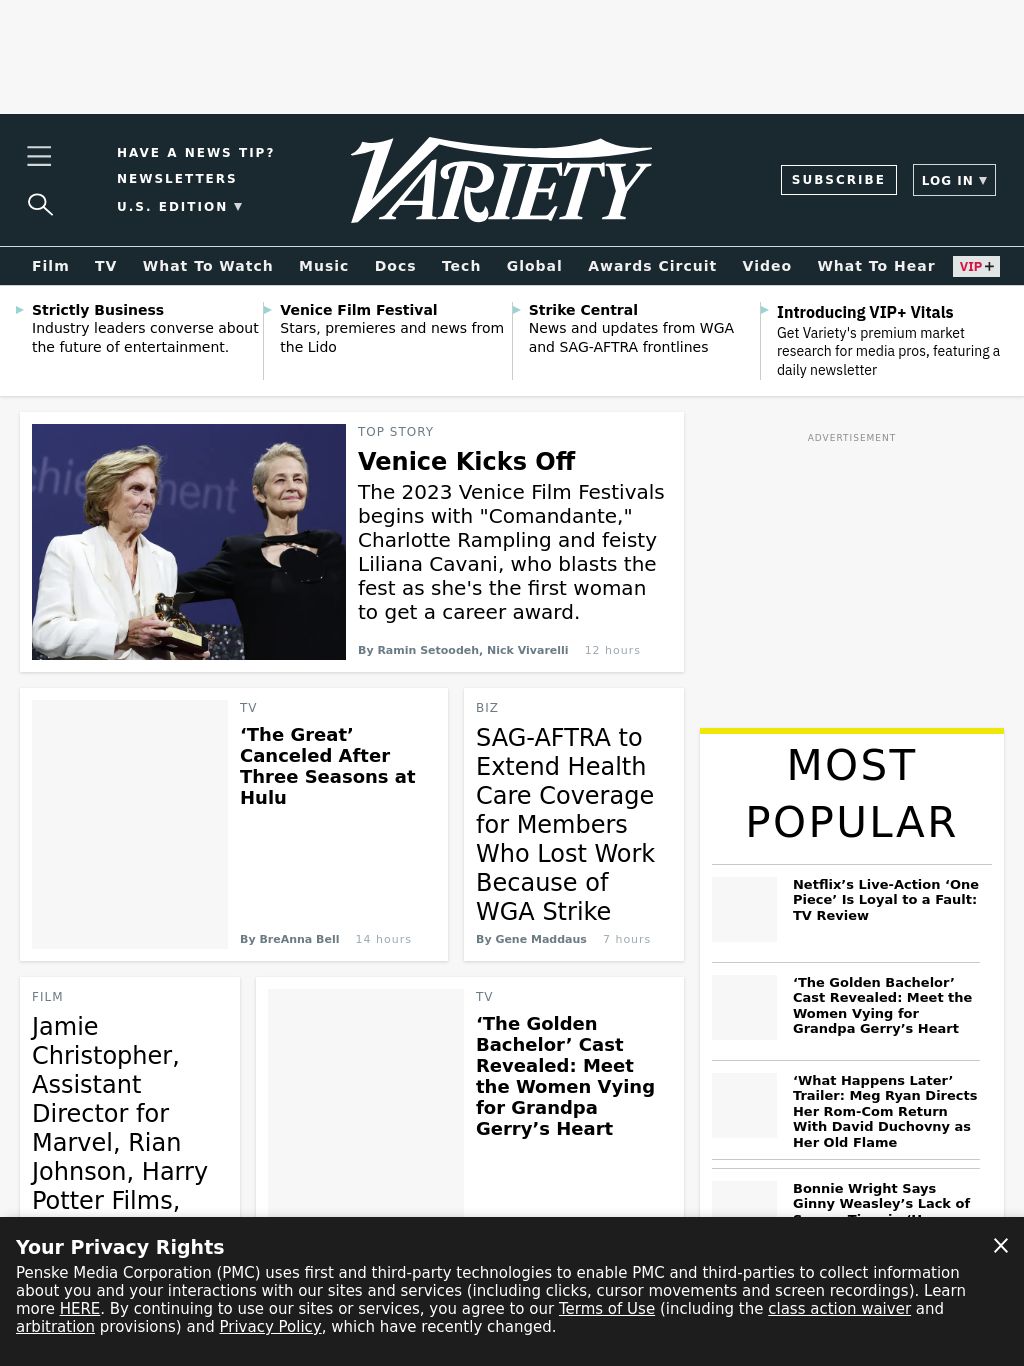 HAVE A NEWS TIP?
NEWSLETTERS
U.S. EDITION
VARIETY
SUBSCRIBE
LOG IN
Film TV What To Watch Music Docs Tech Global Awards Circuit Video What To Hear VIP+
Strictly Business
Industry leaders converse about
the future of entertainment.
Venice Film Festival
Stars, premieres and news from
the Lido
Strike Central
News and updates from WGA
and SAG-AFTRA frontlines
Introducing VIP+ Vitals
Get Variety's premium market
research for media pros, featuring a
daily newsletter
TOP STORY
Venice Kicks Off
The 2023 Venice Film Festivals
begins with "Comandante,"
Charlotte Rampling and feisty
Liliana Cavani, who blasts the
fest as she's the first woman
to get a career award.
By Ramin Setoodeh, Nick Vivarelli 12 hours
ADVERTISEMENT
TV
‘The Great’
Canceled After
Three Seasons at
Hulu
By BreAnna Bell 14 hours
BIZ
SAG-AFTRA to
Extend Health
Care Coverage
for Members
Who Lost Work
Because of
WGA Strike
By Gene Maddaus 7 hours
FILM
Jamie
Christopher,
Assistant
Director for
Marvel, Rian
Johnson, Harry
Potter Films,
TV
‘The Golden
Bachelor’ Cast
Revealed: Meet
the Women Vying
for Grandpa
Gerry’s Heart
MOST
POPULAR
Netflix’s Live-Action ‘One
Piece’ Is Loyal to a Fault:
TV Review
‘The Golden Bachelor’
Cast Revealed: Meet the
Women Vying for
Grandpa Gerry’s Heart
‘What Happens Later’
Trailer: Meg Ryan Directs
Her Rom-Com Return
With David Duchovny as
Her Old Flame
Bonnie Wright Says
Ginny Weasley’s Lack of
Your Privacy Rights
Penske Media Corporation (PMC) uses first and third-party technologies to enable PMC and third-parties to collect information
about you and your interactions with our sites and services (including clicks, cursor movements and screen recordings). Learn
more HERE. By continuing to use our sites or services, you agree to our Terms of Use (including the class action waiver and
arbitration provisions) and Privacy Policy, which have recently changed.